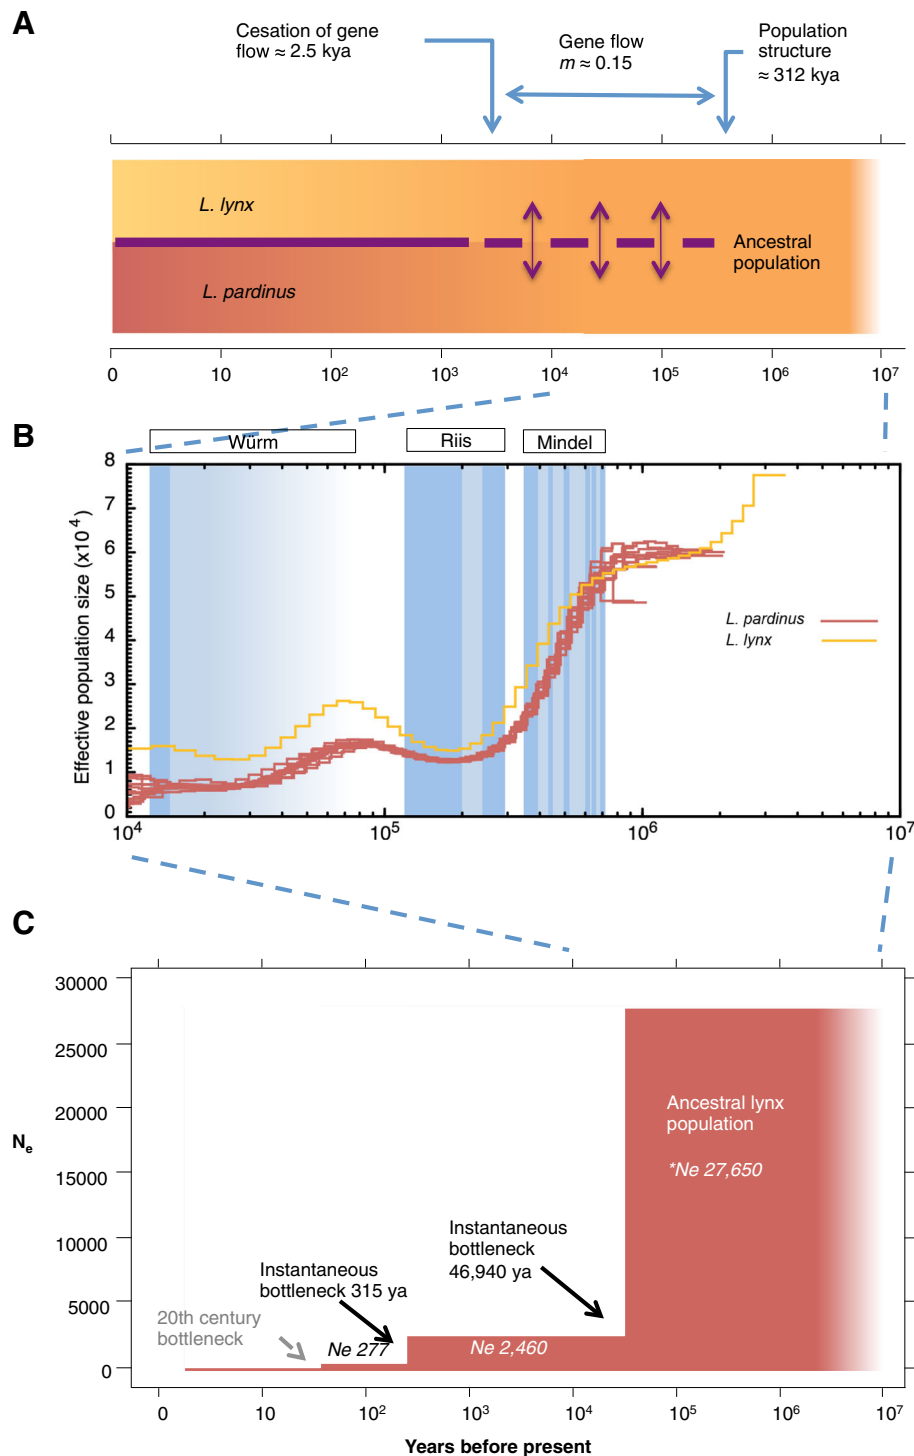 A
Cesation of gene
flow ≈ 2.5 kya
Gene flow
m ≈ 0.15
Population
structure
≈ 312 kya
L. lynx
L. pardinus
Ancestral
population
0 10 10² 10³ 10⁴ 10⁵ 10⁶ 10⁷
B
Würm Riis Mindel
Effective population size (x10⁴)
8
7
6
5
4
3
2
1
0
L. pardinus
L. lynx
10⁴ 10⁵ 10⁶ 10⁷
C
Nₑ
30000
25000
20000
15000
10000
5000
0
Ancestral lynx
population
*Ne 27,650
Instantaneous
bottleneck
46,940 ya
Instantaneous
bottleneck 315 ya
20th century
bottleneck
Ne 277
Ne 2,460
0 10 10² 10³ 10⁴ 10⁵ 10⁶ 10⁷
Years before present